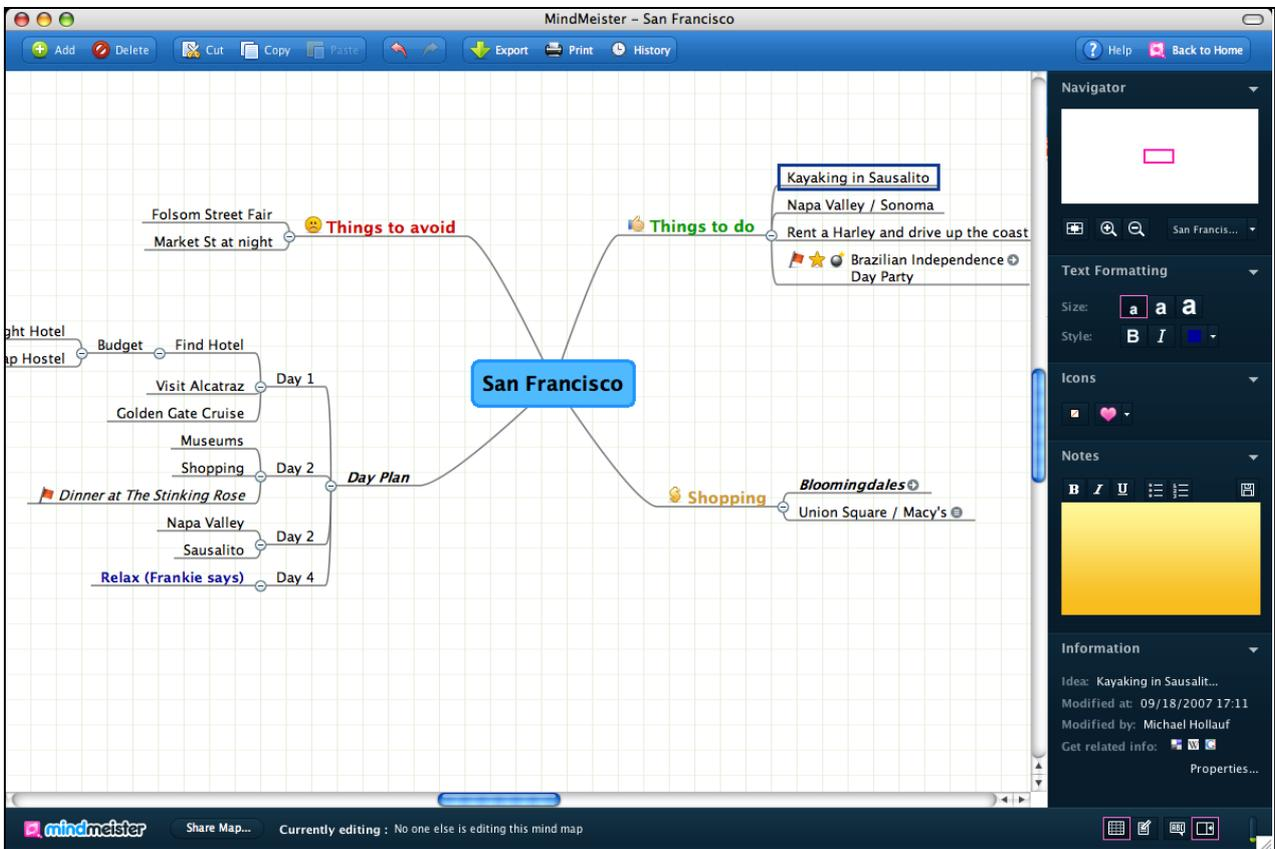 MindMeister – San Francisco
Add Delete Cut Copy Paste Export Print History Help Back to Home
Folsom Street Fair
Market St at night
Things to avoid
Things to do
Kayaking in Sausalito
Napa Valley / Sonoma
Rent a Harley and drive up the coast
Brazilian Independence
Day Party
San Francisco
Hotel
Hostel
Budget
Find Hotel
Visit Alcatraz
Golden Gate Cruise
Day 1
Museums
Shopping
Dinner at The Stinking Rose
Day 2
Napa Valley
Sausalito
Day 2
Relax (Frankie says)
Day 4
Day Plan
Shopping
Bloomingdales
Union Square / Macy's
Navigator
San Francis...
Text Formatting
Size: a a a
Style: B I
Icons
Notes
B I U
Information
Idea: Kayaking in Sausalit...
Modified at: 09/18/2007 17:11
Modified by: Michael Hollauf
Get related info: W G
Properties...
mindmeister Share Map... Currently editing : No one else is editing this mind map